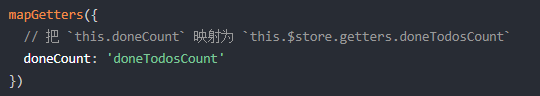 mapGetters({
  // 把 `this.doneCount` 映射为 `this.$store.getters.doneTodosCount`
  doneCount: 'doneTodosCount'
})